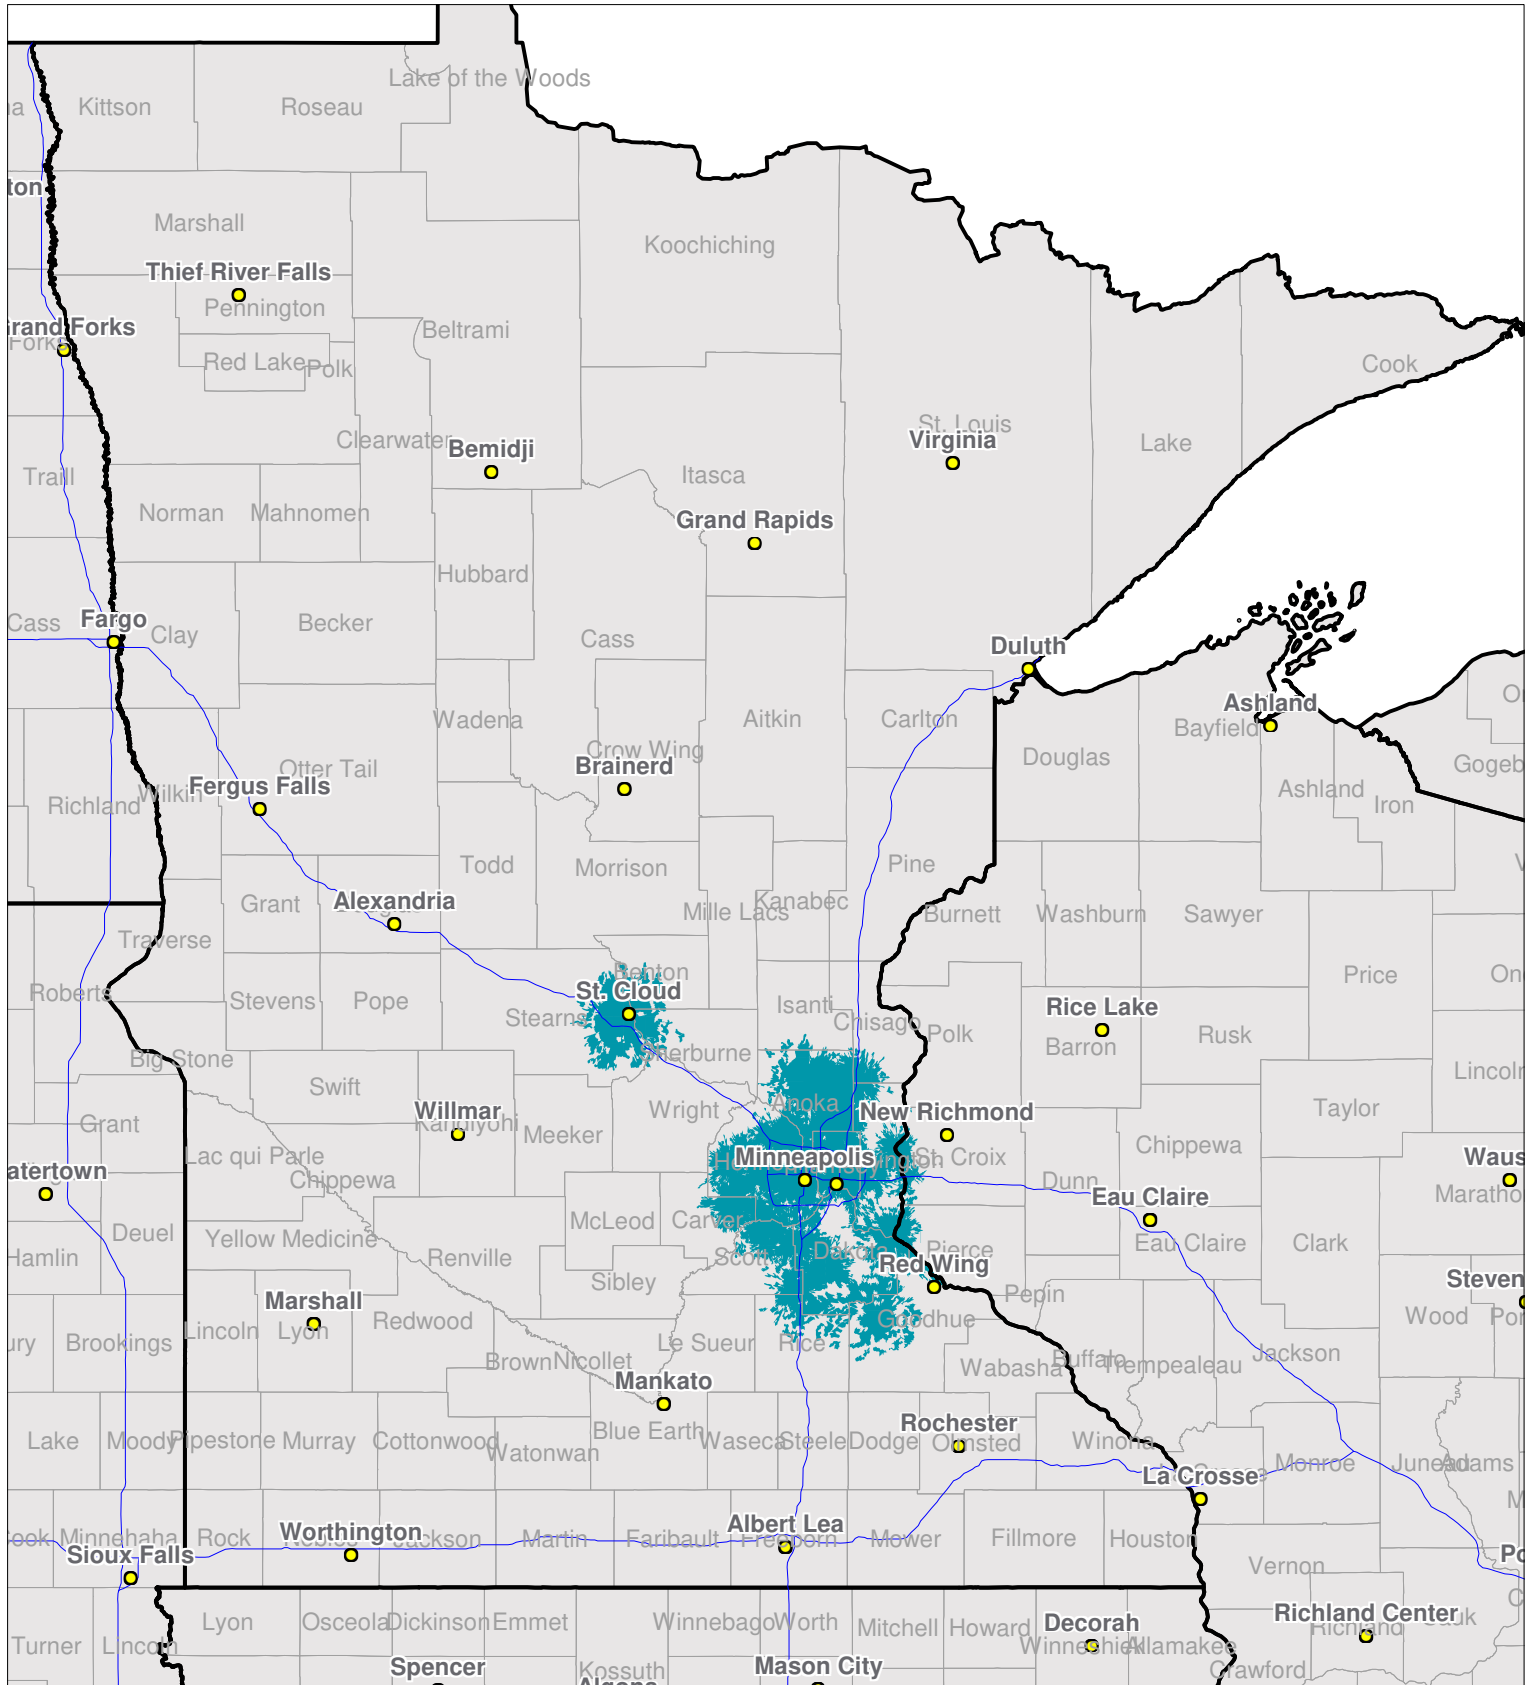 Lake of the Woods
Kittson
Roseau
Marshall
Koochiching
Thief River Falls
Pennington
Grand Forks
Forks
Beltrami
Red Lake
Polk
Cook
Clearwater
Bemidji
St. Louis
Virginia
Lake
Traill
Itasca
Norman
Mahnomen
Grand Rapids
Hubbard
Fargo
Cass
Clay
Becker
Cass
Duluth
Ashland
Wadena
Aitkin
Carlton
Bayfield
Crow Wing
Brainerd
Douglas
Otter Tail
Fergus Falls
Wilkin
Richland
Ashland
Iron
Todd
Morrison
Pine
Grant
Alexandria
Mille Lacs
Kanabec
Burnett
Washburn
Sawyer
Traverse
Benton
St. Cloud
Price
Roberts
Stevens
Pope
Stearns
Isanti
Chisago
Rice Lake
Polk
Barron
Rusk
Big Stone
Sherburne
Swift
Wright
Anoka
New Richmond
Taylor
Grant
Willmar
Kandiyohi
Meeker
Chippewa
Lac qui Parle
Minneapolis
St. Croix
Chippewa
Dunn
Eau Claire
McLeod
Carver
Deuel
Yellow Medicine
Renville
Scott
Dakota
Pierce
Eau Claire
Clark
Hamlin
Red Wing
Sibley
Pepin
Marshall
Lincoln
Lyon
Redwood
Goodhue
Wood
Brookings
Le Sueur
Rice
Brown
Nicollet
Wabasha
Buffalo
Trempealeau
Jackson
Mankato
Blue Earth
Rochester
Olmsted
Lake
Moody
Pipestone
Murray
Cottonwood
Watonwan
Waseca
Steele
Dodge
Winona
Monroe
Juneau
Adams
La Crosse
Minnehaha
Rock
Worthington
Jackson
Martin
Faribault
Albert Lea
Freeborn
Mower
Fillmore
Houston
Sioux Falls
Vernon
Lyon
Osceola
Dickinson
Emmet
Winnebago
Worth
Mitchell
Howard
Decorah
Winneshiek
Allamakee
Richland Center
Richland
Turner
Lincoln
Spencer
Kossuth
Mason City
Crawford